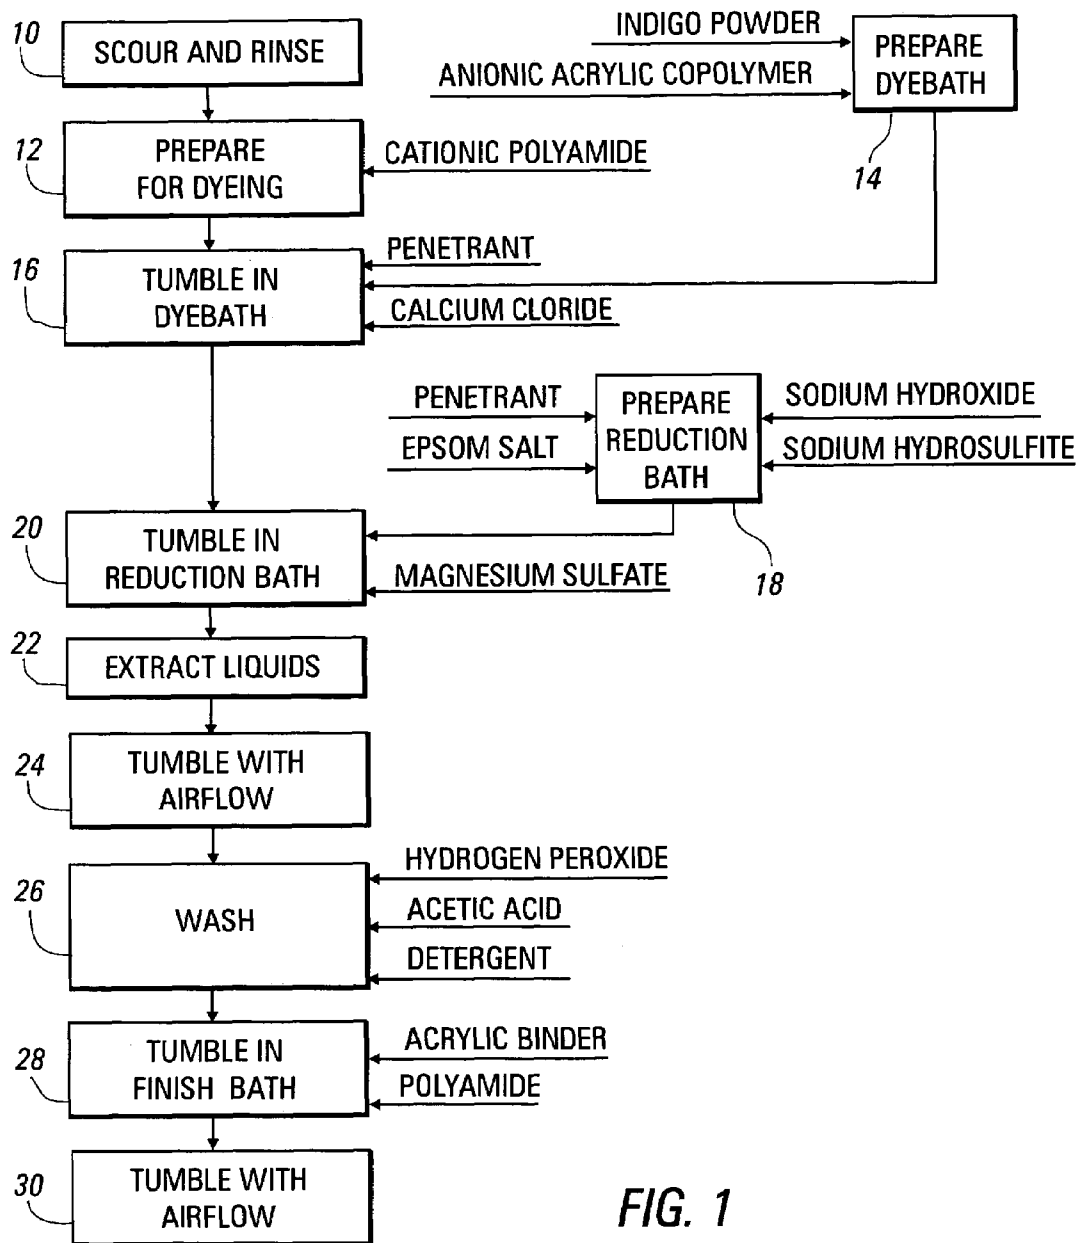 10
SCOUR AND RINSE
INDIGO POWDER
ANIONIC ACRYLIC COPOLYMER
PREPARE
DYEBATH
14
12
PREPARE
FOR DYEING
CATIONIC POLYAMIDE
16
TUMBLE IN
DYEBATH
PENETRANT
CALCIUM CLORIDE
PENETRANT
EPSOM SALT
PREPARE
REDUCTION
BATH
SODIUM HYDROXIDE
SODIUM HYDROSULFITE
18
20
TUMBLE IN
REDUCTION BATH
MAGNESIUM SULFATE
22
EXTRACT LIQUIDS
24
TUMBLE WITH
AIRFLOW
26
WASH
HYDROGEN PEROXIDE
ACETIC ACID
DETERGENT
28
TUMBLE IN
FINISH BATH
ACRYLIC BINDER
POLYAMIDE
30
TUMBLE WITH
AIRFLOW
FIG. 1